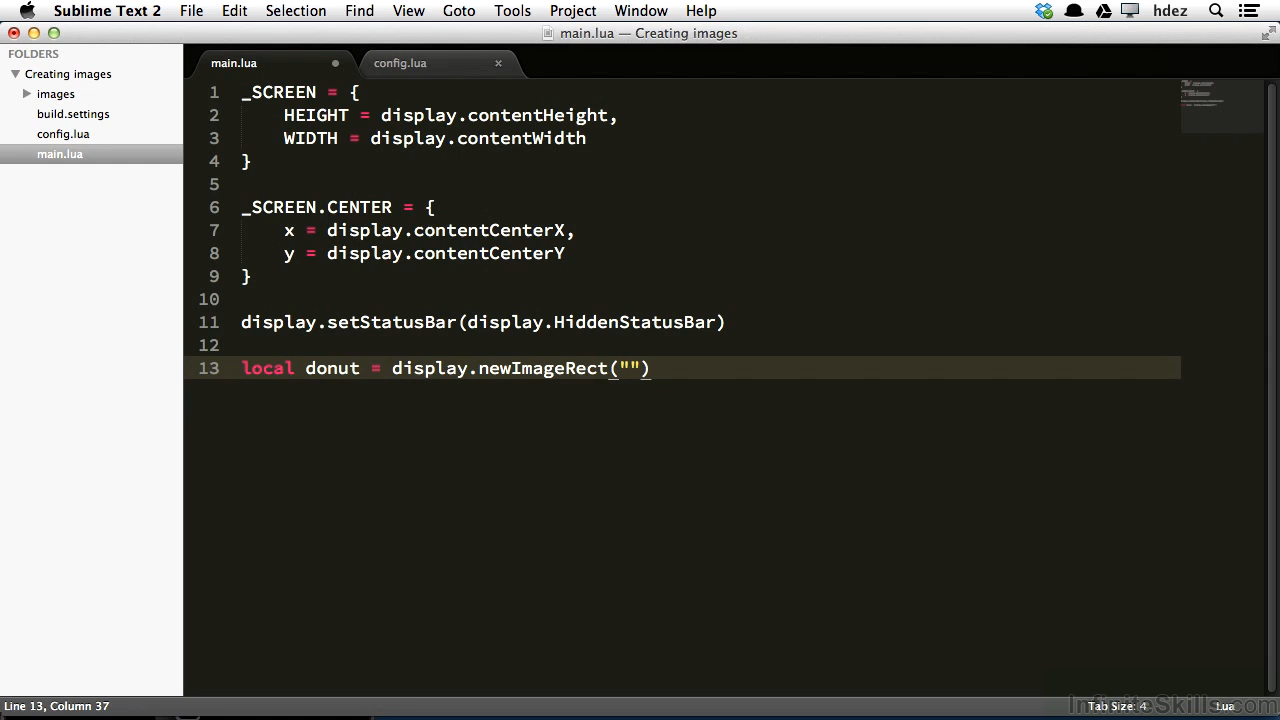 Sublime Text 2 File Edit Selection Find View Goto Tools Project Window Help hdez
main.lua — Creating images
FOLDERS
Creating images
images
build.settings
config.lua
main.lua
main.lua config.lua
1 _SCREEN = {
2 HEIGHT = display.contentHeight,
3 WIDTH = display.contentWidth
4 }
5
6 _SCREEN.CENTER = {
7 x = display.contentCenterX,
8 y = display.contentCenterY
9 }
10
11 display.setStatusBar(display.HiddenStatusBar)
12
13 local donut = display.newImageRect("")
Line 13, Column 37 Tab Size: 4 Lua
InfiniteSkills.com